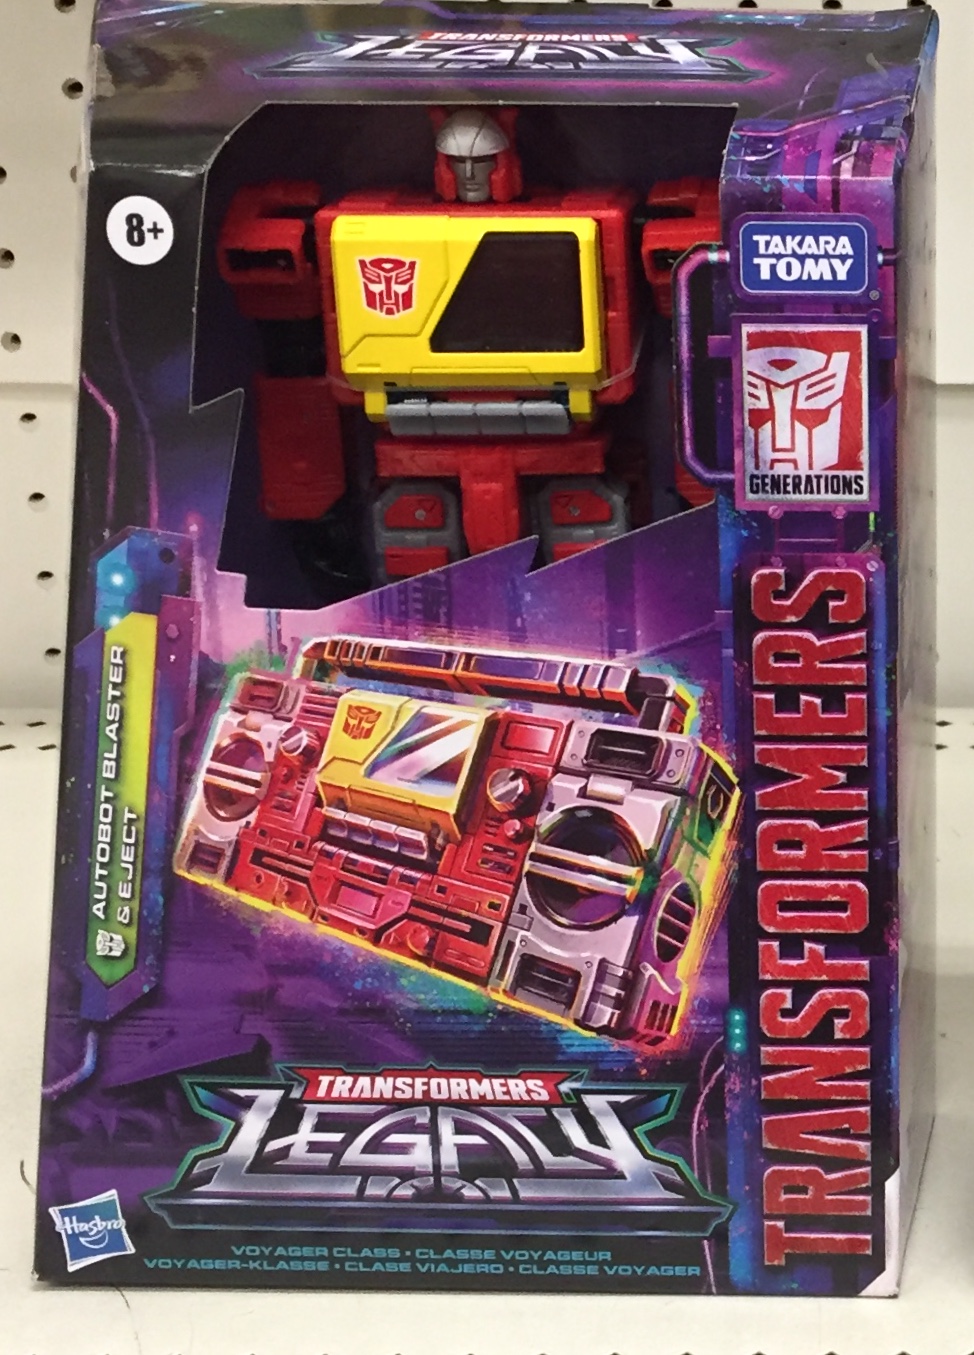 TRANSFORMERS
LEGACY
8+
TAKARA
TOMY
®
GENERATIONS
TRANSFORMERS
AUTOBOT BLASTER
& EJECT
TRANSFORMERS
LEGACY
Hasbro
VOYAGER CLASS • CLASSE VOYAGEUR
VOYAGER-KLASSE • CLASE VIAJERO • CLASSE VOYAGER